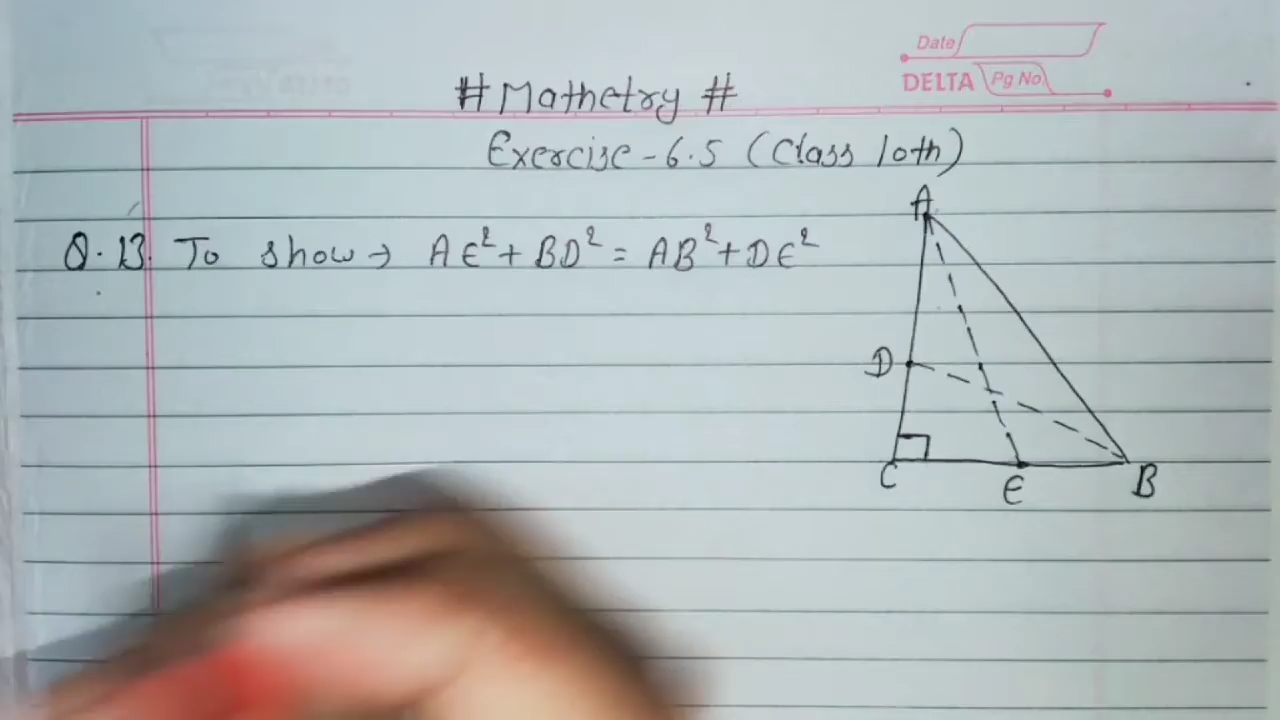 Date
DELTA Pg No
# Mathetry #
Exercise - 6.5 (Class 10th)
Q. 13. To show → AE² + BD² = AB² + DE²
A
D
C
E
B